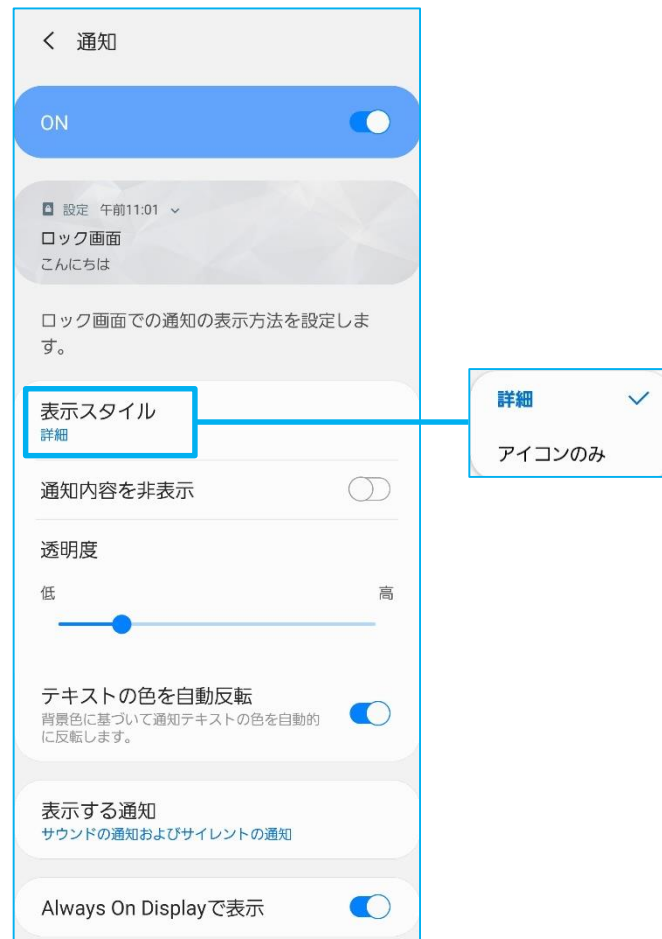 通知
ON
設定 午前11:01
ロック画面
こんにちは
ロック画面での通知の表示方法を設定しま
す。
表示スタイル
詳細
詳細
アイコンのみ
通知内容を非表示
透明度
低 高
テキストの色を自動反転
背景色に基づいて通知テキストの色を自動的
に反転します。
表示する通知
サウンドの通知およびサイレントの通知
Always On Displayで表示